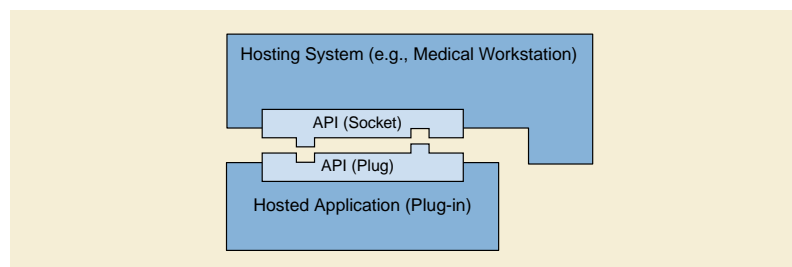 Hosting System (e.g., Medical Workstation)
API (Socket)
API (Plug)
Hosted Application (Plug-in)